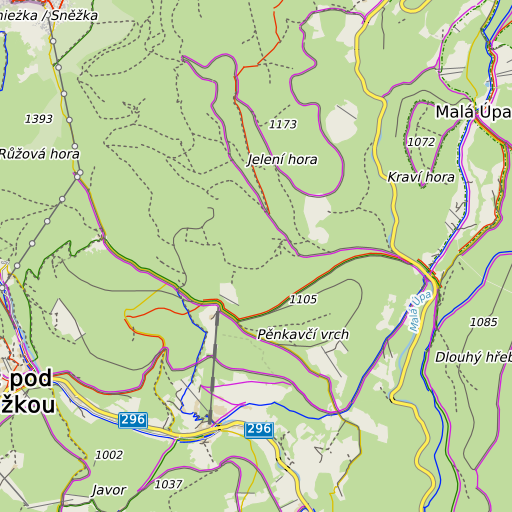 nieżka / Sněžka
1393
Růžová hora
1173
Jelení hora
Malá Úpa
1072
Kraví hora
1105
Pěnkavčí vrch
Malá Úpa
1085
Dlouhý hřeb
pod
žkou
296
296
1002
1037
Javor